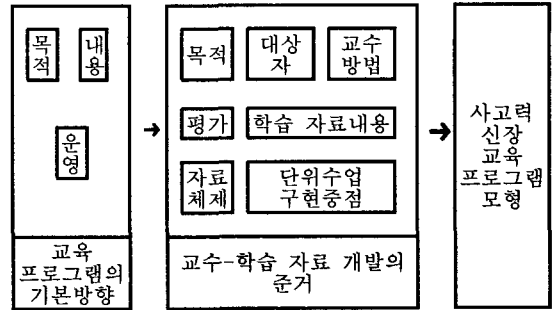 목적
내용
운영
교육
프로그램의
기본방향
→
목적
대상자
교수
방법
평가
학습 자료내용
자료
체제
단위수업
구현중점
교수-학습 자료 개발의
준거
→
사고력
신장
교육
프로그램
모형